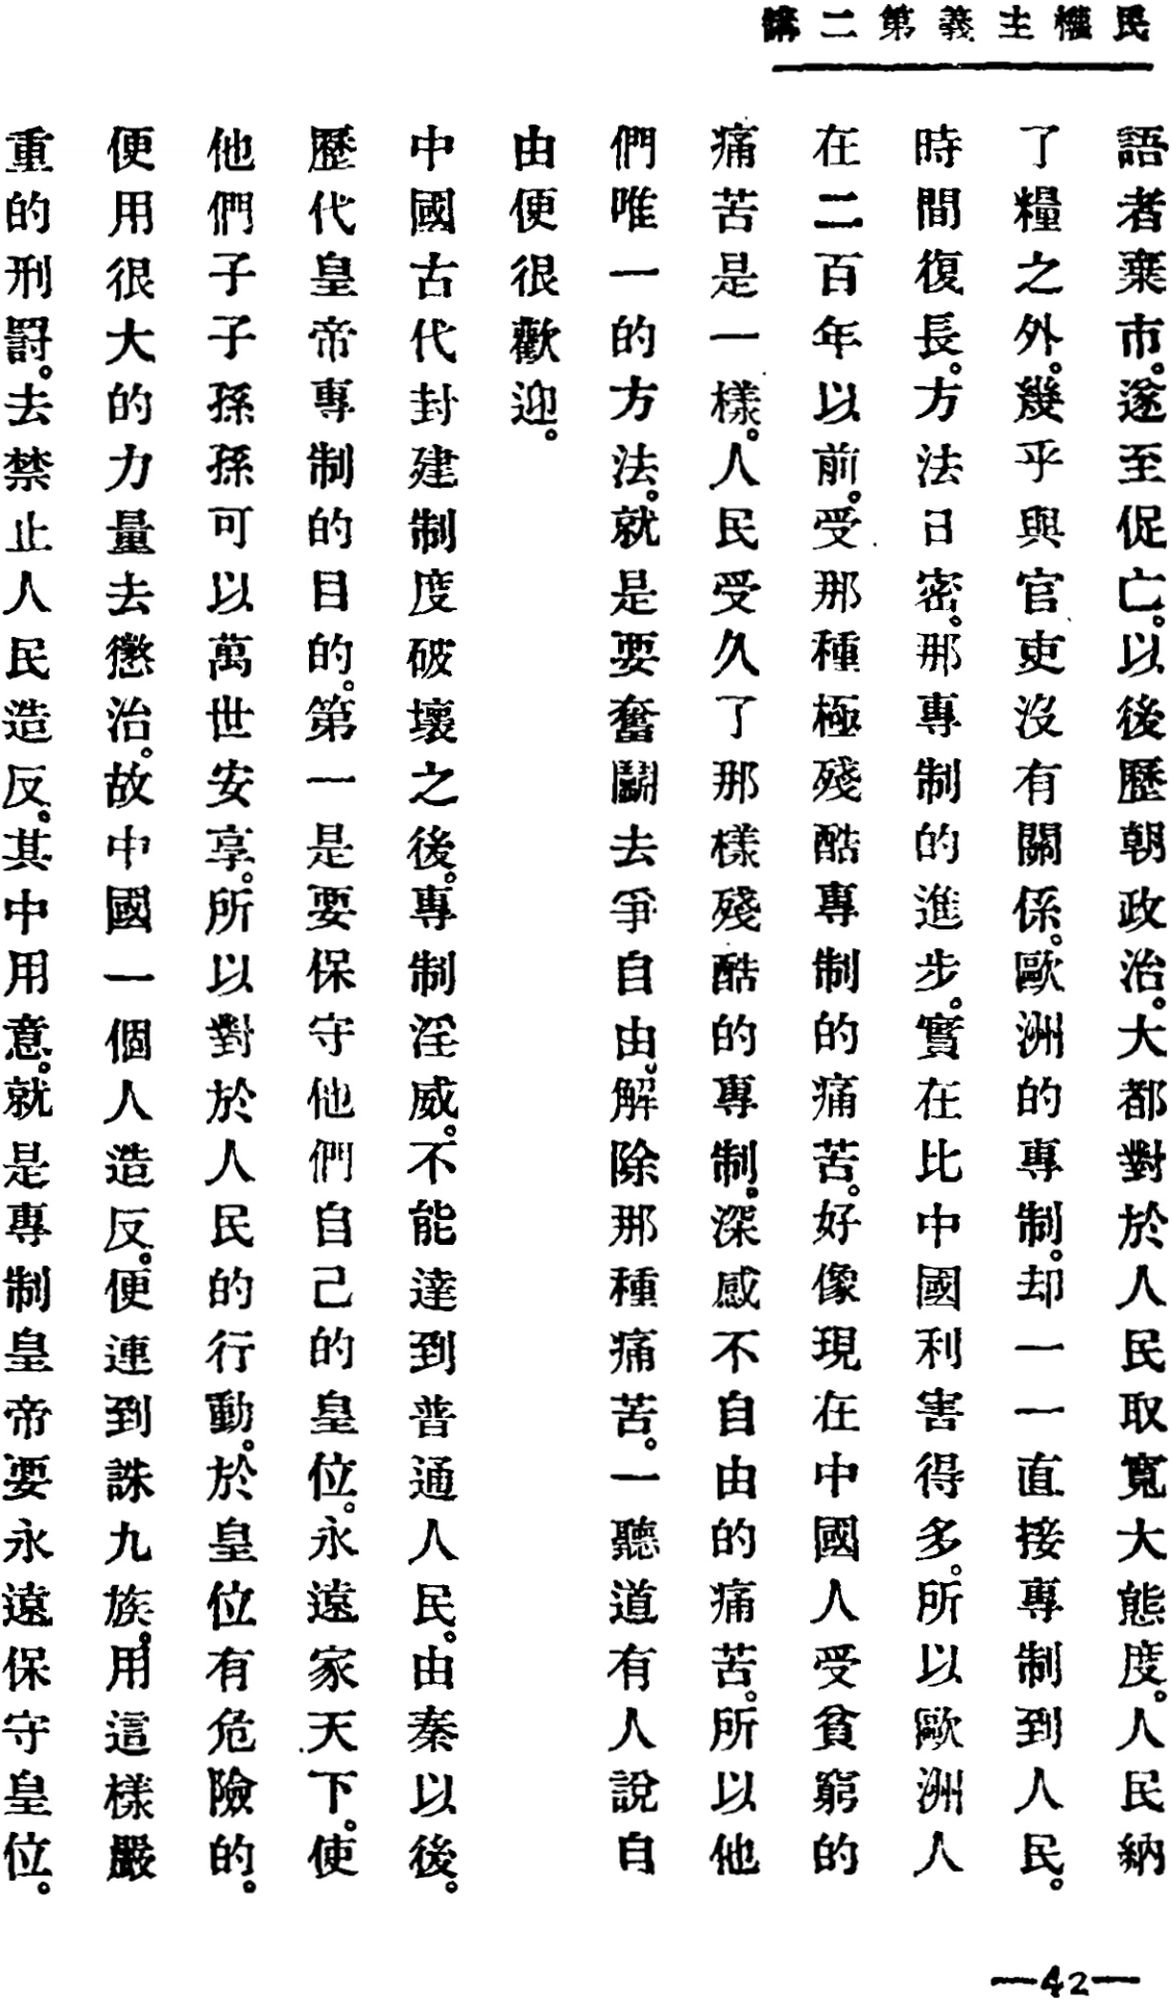 民權主義第二講
語者棄市。遂至促亡。以後歷朝政治。大都對於人民取寬大態度。人民納
了糧之外。幾乎與官吏沒有關係。歐洲的專制。却一一直接專制到人民。
時間復長。方法日密。那專制的進步。實在比中國利害得多。所以歐洲人
在二百年以前。受那種極殘酷專制的痛苦。好像現在中國人受貧窮的
痛苦是一樣。人民受久了那樣殘酷的專制。深感不自由的痛苦。所以他
們唯一的方法。就是要奮鬬去爭自由。解除那種痛苦。一聽道有人說自
由便很歡迎。
中國古代封建制度破壞之後。專制淫威。不能達到普通人民。由秦以後。
歷代皇帝專制的目的。第一是要保守他們自己的皇位。永遠家天下。使
他們子子孫孫可以萬世安享。所以對於人民的行動。於皇位有危險的。
便用很大的力量去懲治。故中國一個人造反。便連到誅九族。用這樣嚴
重的刑罰。去禁止人民造反。其中用意。就是專制皇帝要永遠保守皇位。
—42—